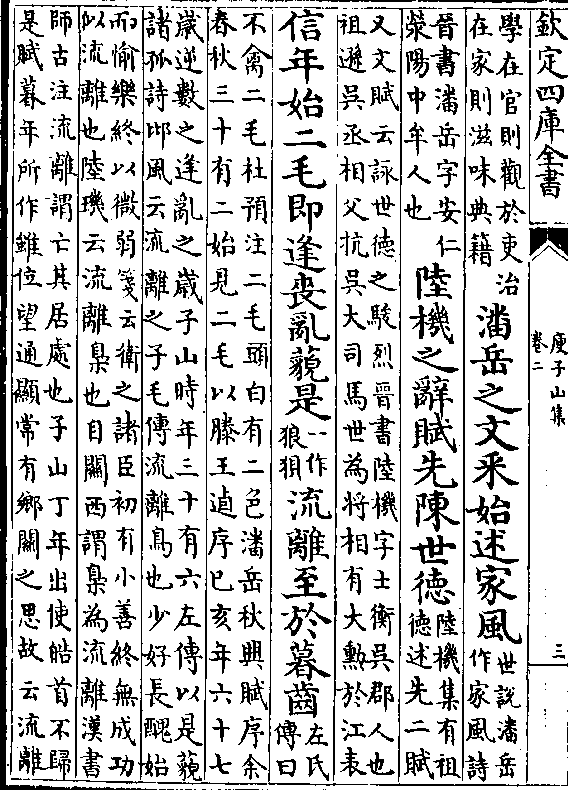 欽定四庫全書
庾子山集
卷二
三
學在官則觀於吏治
在家則滋味典籍
潘岳之文采始述家風
世説潘岳
作家風詩
晉書潘岳字安仁
滎陽中牟人也
陸機之辭賦先陳世德
陸機集有祖
德述先二賦
又文賦云詠世德之駿烈晉書陸機字士衡吳郡人也
祖遜吳丞相父抗吳大司馬世為將相有大勲於江表
信年始二毛即逢喪亂藐是
一作
狼狽
流離至於暮齒
左氏
傳曰
不禽二毛杜預注二毛頭白有二色潘岳秋興賦序余
春秋三十有二始見二毛以滕王逌序巳亥年六十七
嵗逆數之逢亂之嵗子山時年三十有六左傳以是藐
諸孤詩邶風云流離之子毛傳流離鳥也少好長醜始
而愉樂終以微弱箋云衛之諸臣初有小善終無成功
似流離也陸璣云流離梟也自關西謂梟為流離漢書
師古注流離謂亡其居處也子山丁年出使皓首不歸
是賦暮年所作雖位望通顯常有鄉關之思故云流離